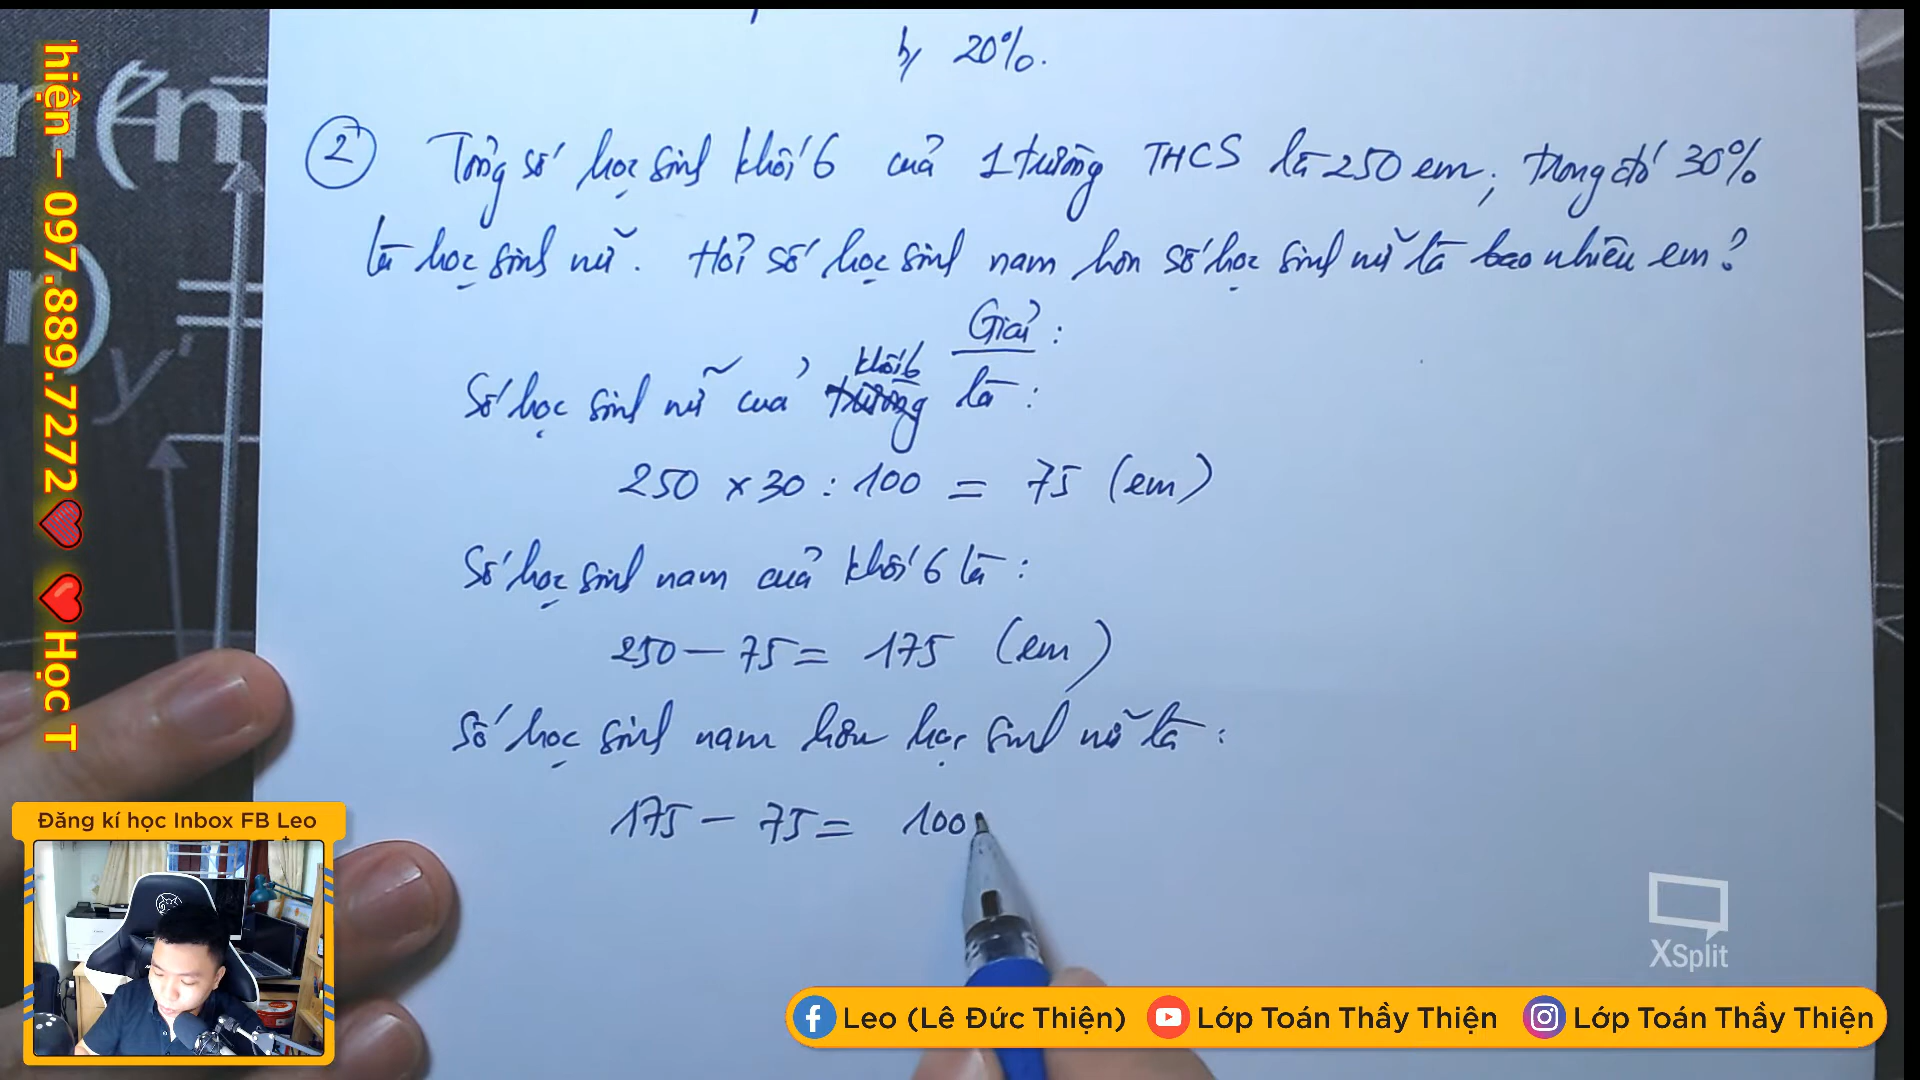 b, 20%.
2 Tổng số học sinh khối 6 của 1 trường THCS là 250 em, trong đó 30%
là học sinh nữ. Hỏi số học sinh nam hơn số học sinh nữ là bao nhiêu em?
Giải:
khối 6
Số học sinh nữ của trường là:
250 x 30 : 100 = 75 (em)
Số học sinh nam của khối 6 là:
250 - 75 = 175 (em)
Số học sinh nam hơn học sinh nữ là:
175 - 75 = 100
hiện - 097.889.7272 ❤ ❤ Học T
Đăng kí học Inbox FB Leo
XSplit
Leo (Lê Đức Thiện) Lớp Toán Thầy Thiện Lớp Toán Thầy Thiện